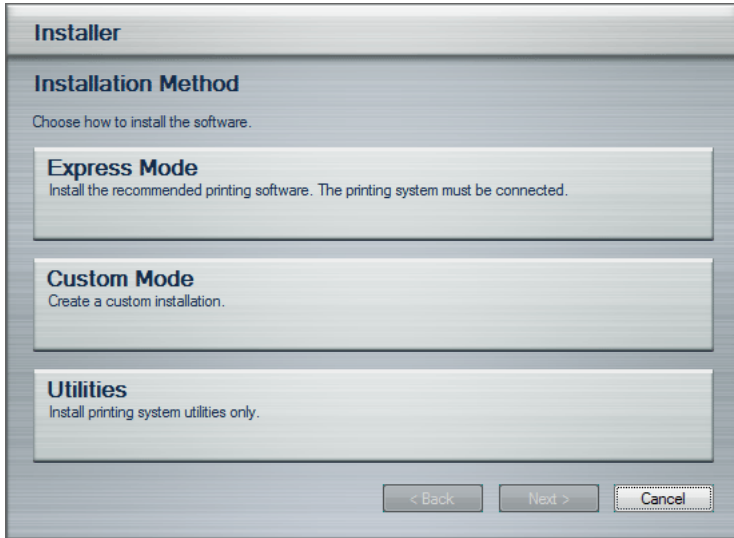 Installer
Installation Method
Choose how to install the software.
Express Mode
Install the recommended printing software. The printing system must be connected.
Custom Mode
Create a custom installation.
Utilities
Install printing system utilities only.
< Back Next > Cancel